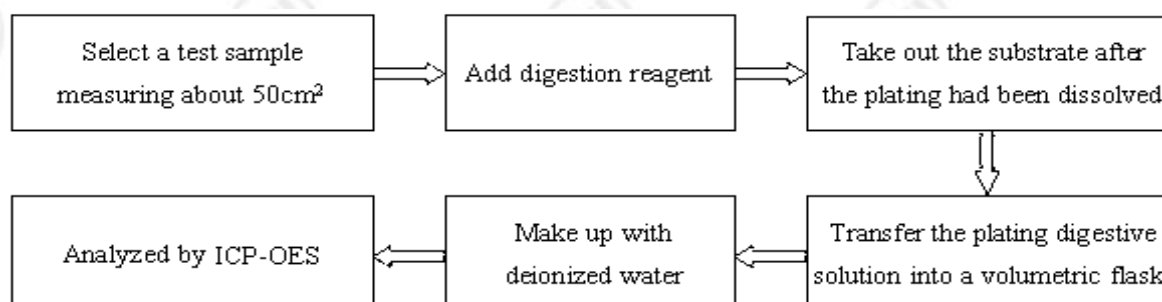 Select a test sample
measuring about 50cm²
Add digestion reagent
Take out the substrate after
the plating had been dissolved
Transfer the plating digestive
solution into a volumetric flask
Make up with
deionized water
Analyzed by ICP-OES